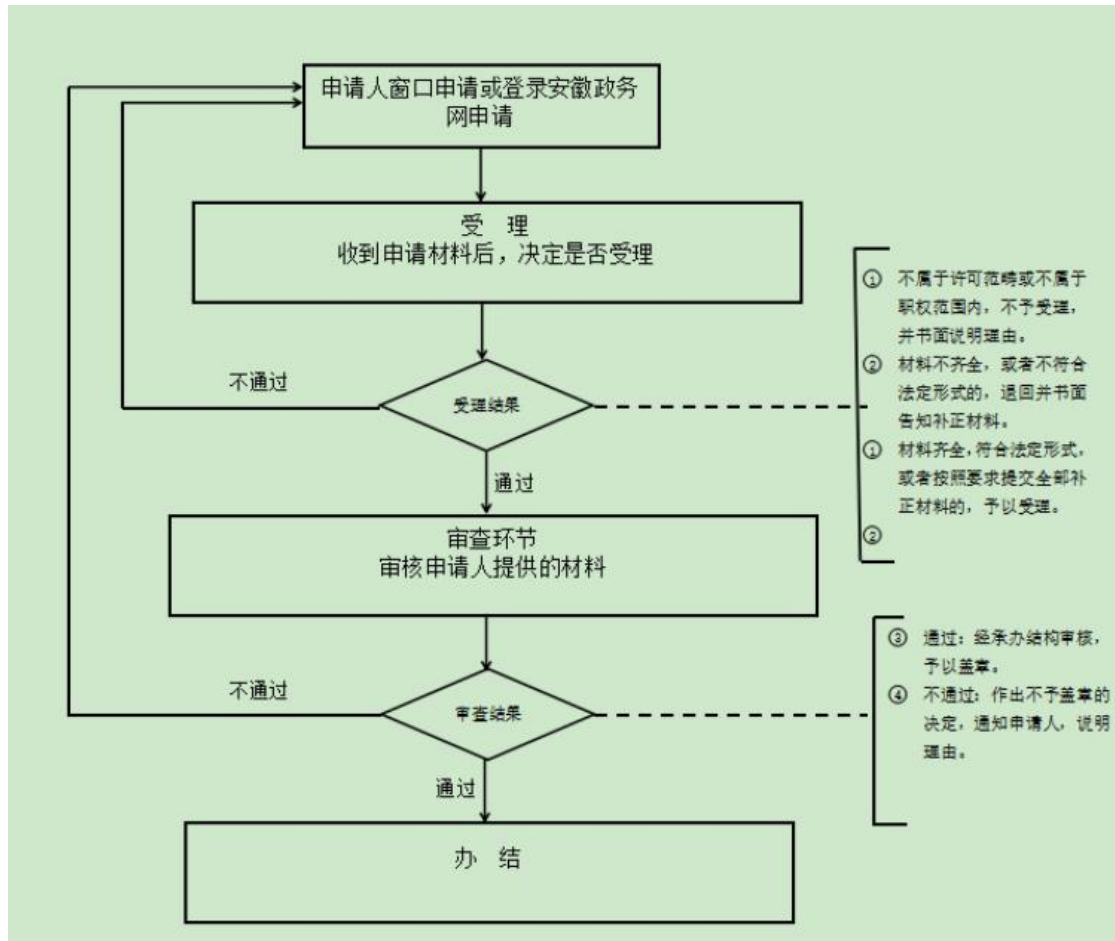 申请人窗口申请或登录安徽政务
网申请
受 理
收到申请材料后，决定是否受理
① 不属于许可范畴或不属于
职权范围内，不予受理，
并书面说明理由。
② 材料不齐全，或者不符合
法定形式的，退回并书面
告知补正材料。
① 材料齐全，符合法定形式，
或者按照要求提交全部补
正材料的，予以受理。
②
不通过
受理结果
通过
审查环节
审核申请人提供的材料
③ 通过：经承办结构审核，
予以盖章。
④ 不通过：作出不予盖章的
决定，通知申请人，说明
理由。
不通过
审查结果
通过
办 结